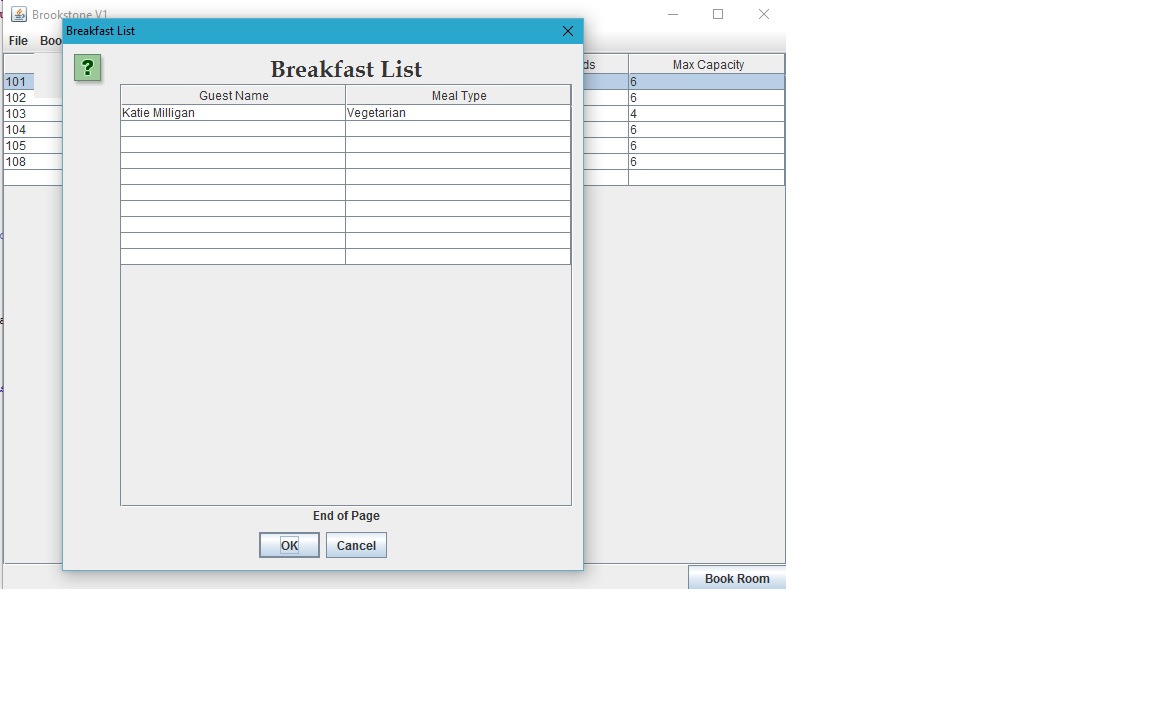 Brookstone V1
File Boo
Breakfast List
?
Breakfast List
Guest Name Meal Type
Katie Milligan Vegetarian
End of Page
OK Cancel
ds Max Capacity
101 6
102 6
103 4
104 6
105 6
108 6
Book Room